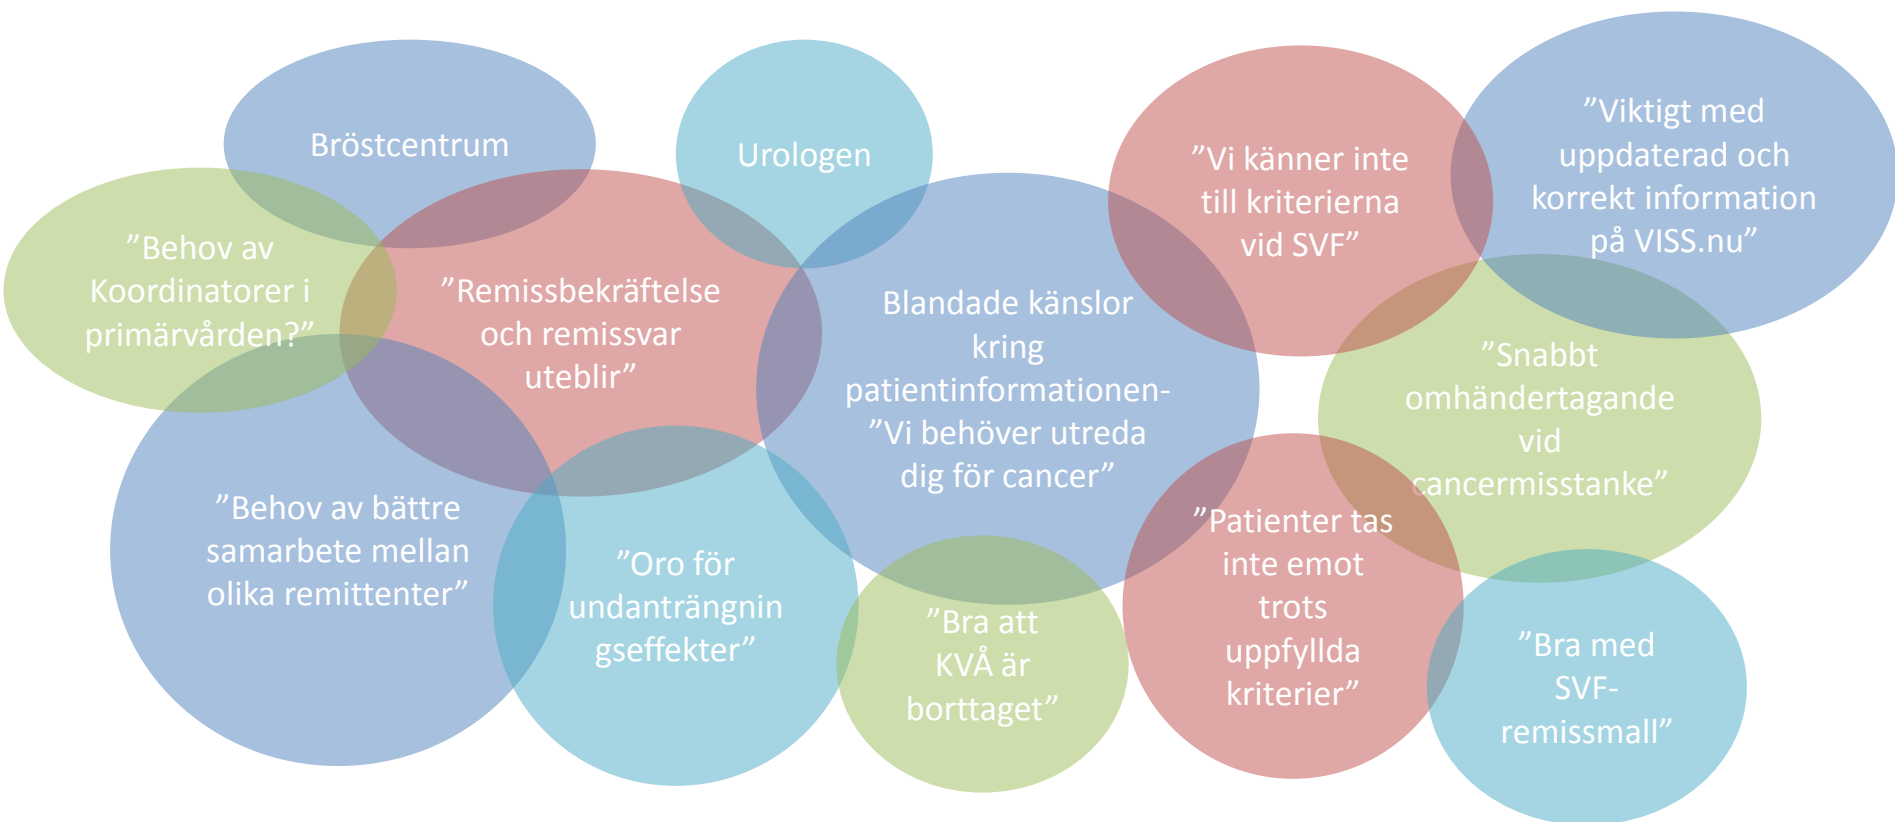 Bröstcentrum
Urologen
”Vi känner inte
till kriterierna
vid SVF”
”Viktigt med
uppdaterad och
korrekt information
på VISS.nu”
”Behov av
Koordinatorer i
primärvården?”
”Remissbekräftelse
och remissvar
uteblir”
Blandade känslor
kring
patientinformationen-
”Vi behöver utreda
dig för cancer”
”Snabbt
omhändertagande
vid
cancermisstanke”
”Behov av bättre
samarbete mellan
olika remittenter”
”Oro för
undanträngnin
gseffekter”
”Bra att
KVÅ är
borttaget”
”Patienter tas
inte emot
trots
uppfyllda
kriterier”
”Bra med
SVF-
remissmall”